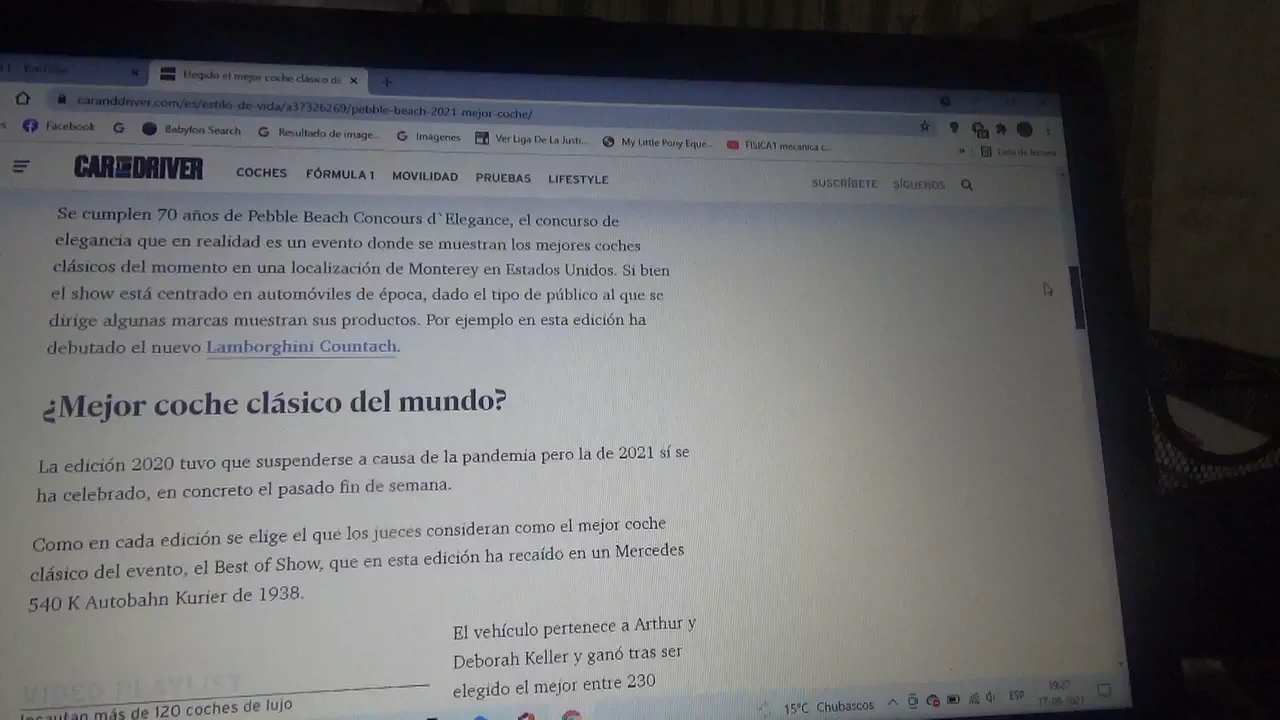 YouTube
Elegido el mejor coche clásico de
caranddriver.com/es/estilo-de-vida/a37326269/pebble-beach-2021-mejor-coche/
Facebook Babylon Search Resultado de image... Imágenes Ver Liga De La Justi... My Little Pony Eque... FISICA1 mecanica c...
Lista de lectura
CAR AND DRIVER COCHES FÓRMULA 1 MOVILIDAD PRUEBAS LIFESTYLE SUSCRÍBETE SÍGUENOS
Se cumplen 70 años de Pebble Beach Concours d`Elegance, el concurso de
elegancia que en realidad es un evento donde se muestran los mejores coches
clásicos del momento en una localización de Monterey en Estados Unidos. Si bien
el show está centrado en automóviles de época, dado el tipo de público al que se
dirige algunas marcas muestran sus productos. Por ejemplo en esta edición ha
debutado el nuevo Lamborghini Countach.
¿Mejor coche clásico del mundo?
La edición 2020 tuvo que suspenderse a causa de la pandemia pero la de 2021 sí se
ha celebrado, en concreto el pasado fin de semana.
Como en cada edición se elige el que los jueces consideran como el mejor coche
clásico del evento, el Best of Show, que en esta edición ha recaído en un Mercedes
540 K Autobahn Kurier de 1938.
El vehículo pertenece a Arthur y
Deborah Keller y ganó tras ser
elegido el mejor entre 230
VIDEO PLAYLIST
Incautan más de 120 coches de lujo
15°C Chubascos ESP